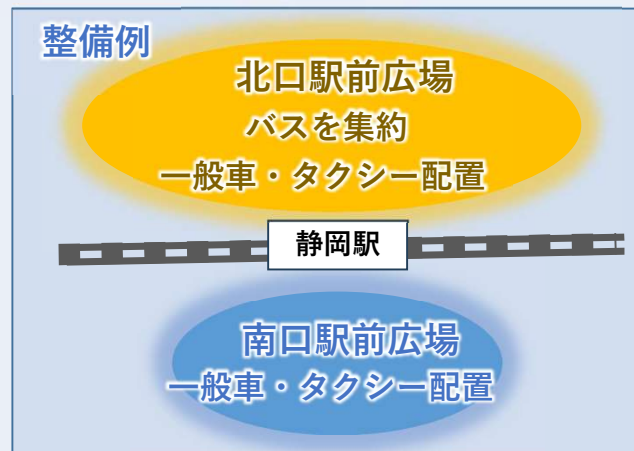 整備例
北口駅前広場
バスを集約
一般車・タクシー配置
静岡駅
南口駅前広場
一般車・タクシー配置